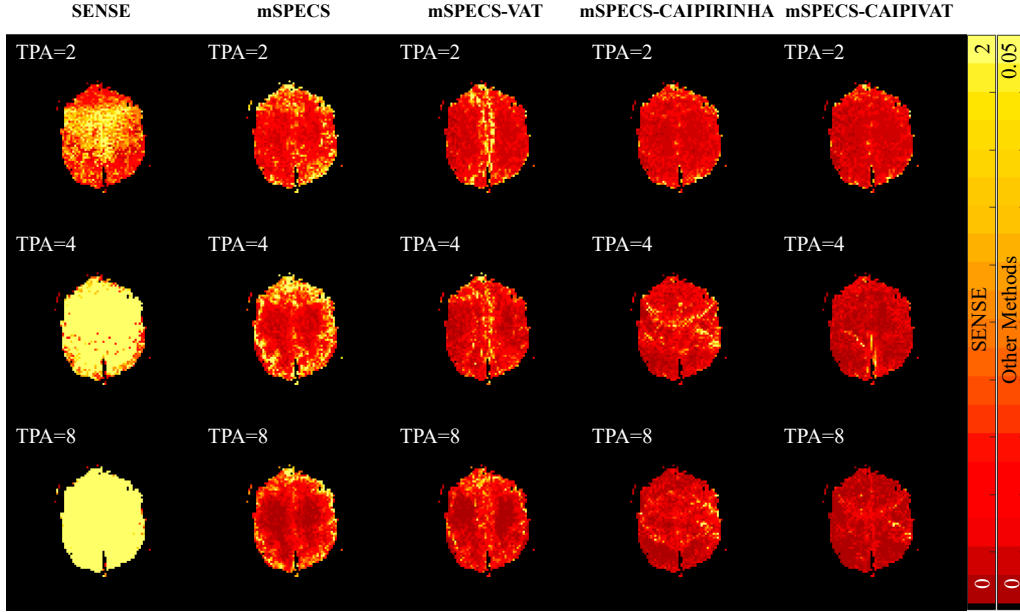 SENSE mSPECS mSPECS-VAT mSPECS-CAIPIRINHA mSPECS-CAIPIVAT
TPA=2 TPA=2 TPA=2 TPA=2 TPA=2
TPA=4 TPA=4 TPA=4 TPA=4 TPA=4
TPA=8 TPA=8 TPA=8 TPA=8 TPA=8
0 SENSE 2
0 Other Methods 0.05